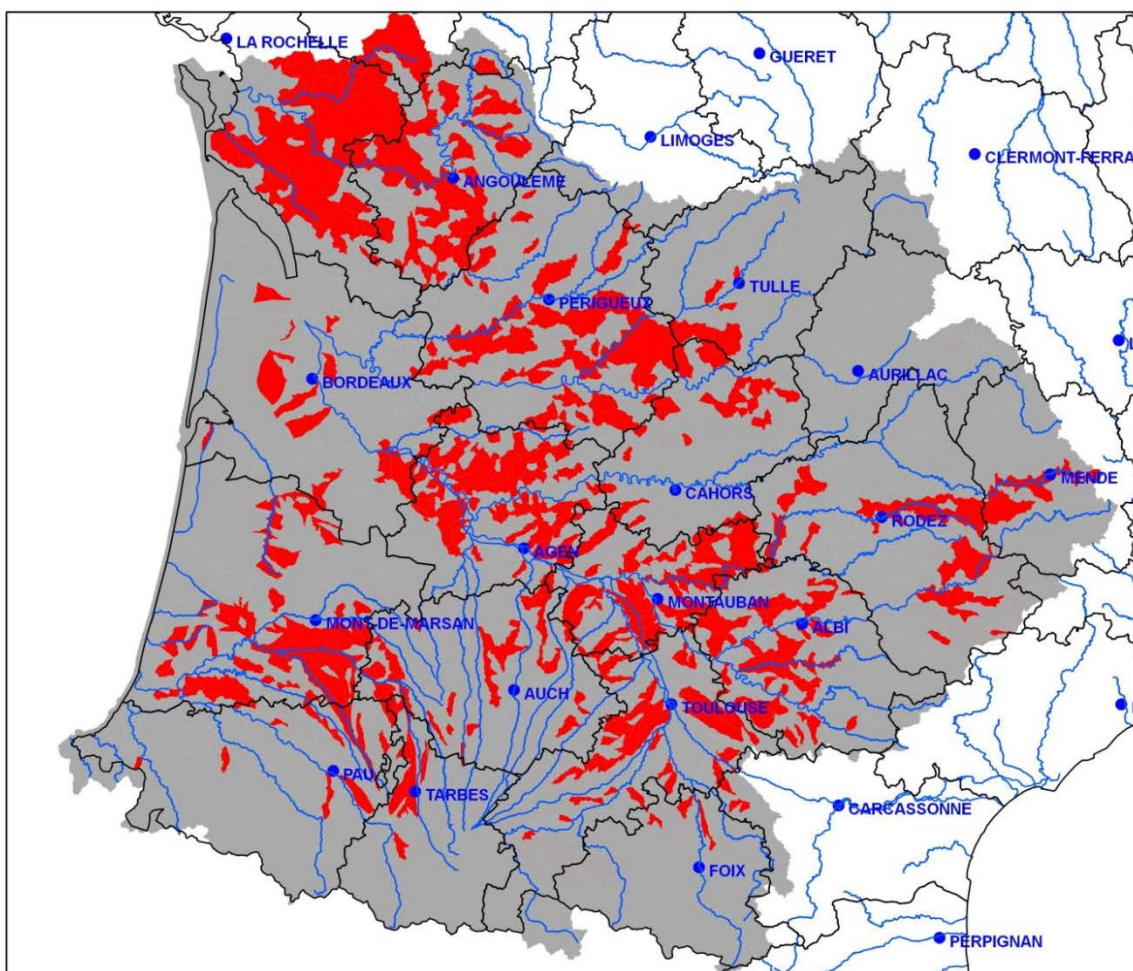 LA ROCHELLE
GUERET
LIMOGES
CLERMONT-FERRA
ANGOULEME
TULLE
PERIGUEUX
L
AURILLAC
BORDEAUX
MENDE
CAHORS
RODEZ
AGEN
MONTAUBAN
MONT-DE-MARSAN
ALBI
AUCH
TOULOUSE
PAU
TARBES
CARCASSONNE
FOIX
PERPIGNAN